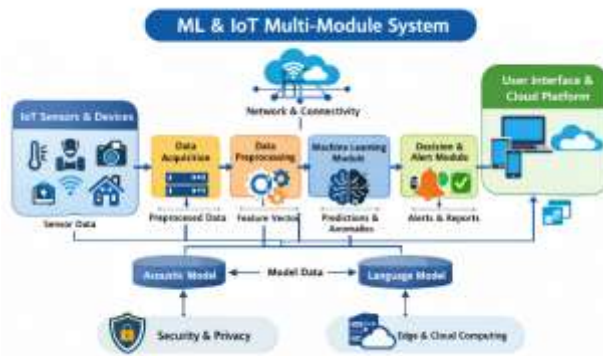 ML & IoT Multi-Module System
Network & Connectivity
IoT Sensors & Devices
Data
Acquisition
Data
Preprocessing
Machine Learning
Module
Decision &
Alert Module
User Interface &
Cloud Platform
Sensor Data
Preprocessed Data
Feature Vector
Predictions &
Anomalies
Alerts & Reports
Acoustic Model
Model Data
Language Model
Security & Privacy
Edge & Cloud Computing